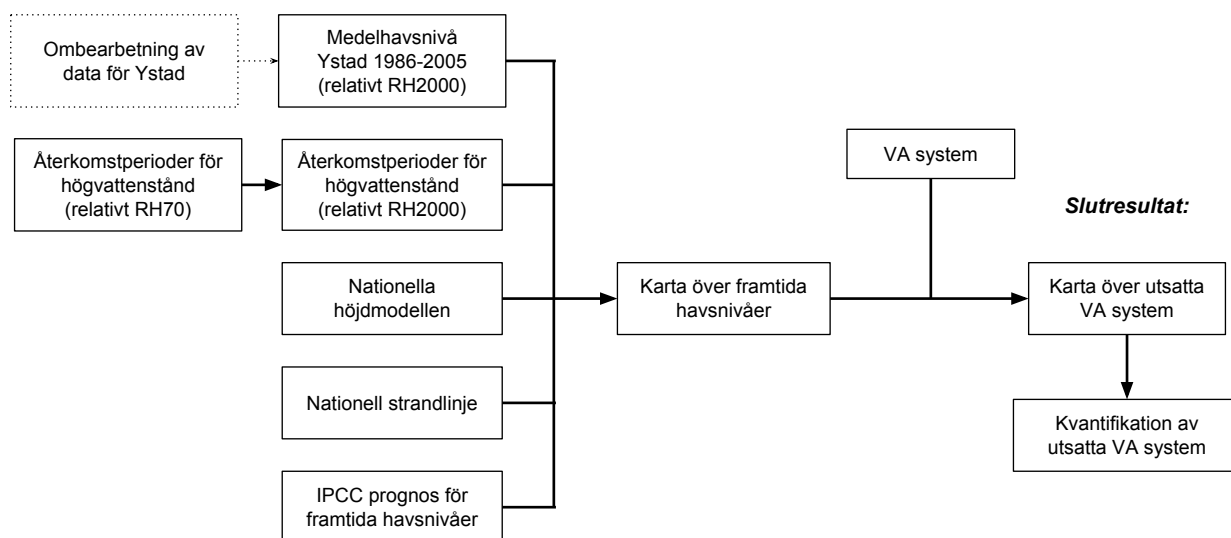 Ombearbetning av
data för Ystad
Medelhavsnivå
Ystad 1986-2005
(relativt RH2000)
Återkomstperioder för
högvattenstånd
(relativt RH70)
Återkomstperioder för
högvattenstånd
(relativt RH2000)
Nationella
höjdmodellen
Nationell strandlinje
IPCC prognos för
framtida havsnivåer
Karta över framtida
havsnivåer
VA system
Slutresultat:
Karta över utsatta
VA system
Kvantifikation av
utsatta VA system